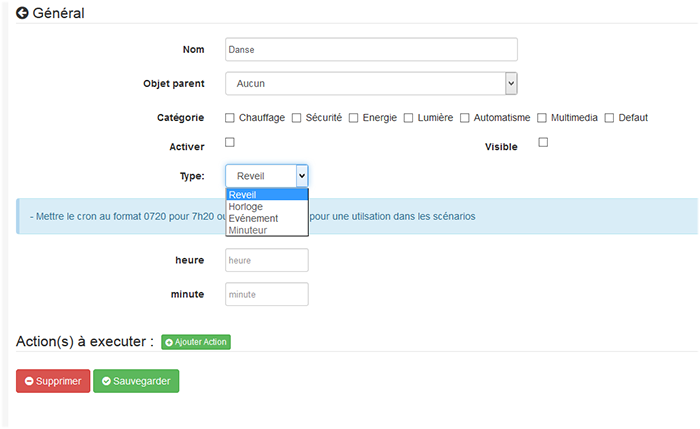 Général
Nom Danse
Objet parent Aucun
Catégorie Chauffage Sécurité Energie Lumière Automatisme Multimedia Defaut
Activer Visible
Type: Reveil
Reveil
Horloge
Evénement
Minuteur
- Mettre le cron au format 0720 pour 7h20 ou pour une utilsation dans les scénarios
heure heure
minute minute
Action(s) à executer : Ajouter Action
Supprimer Sauvegarder